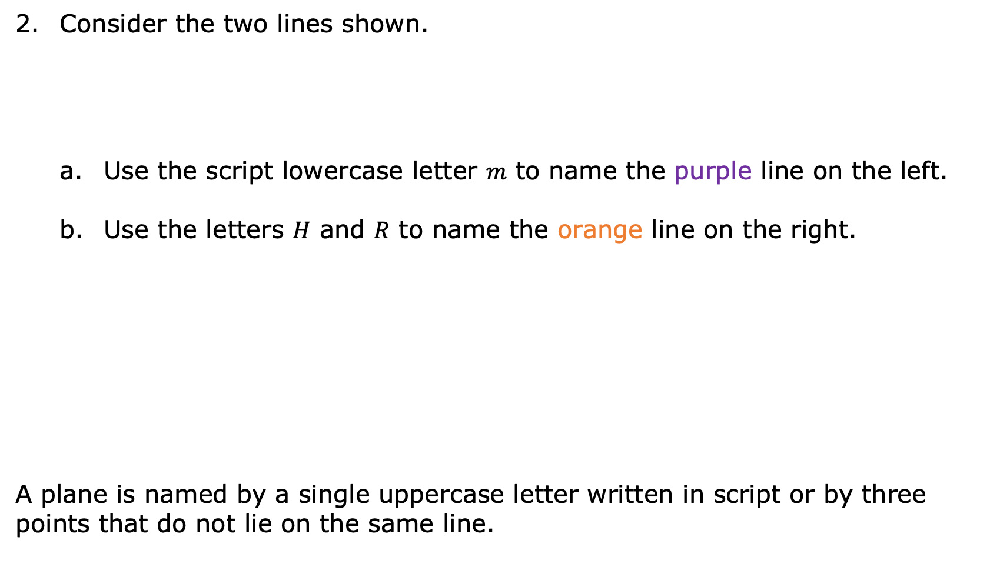 2. Consider the two lines shown.
a. Use the script lowercase letter m to name the purple line on the left.
b. Use the letters H and R to name the orange line on the right.
A plane is named by a single uppercase letter written in script or by three
points that do not lie on the same line.